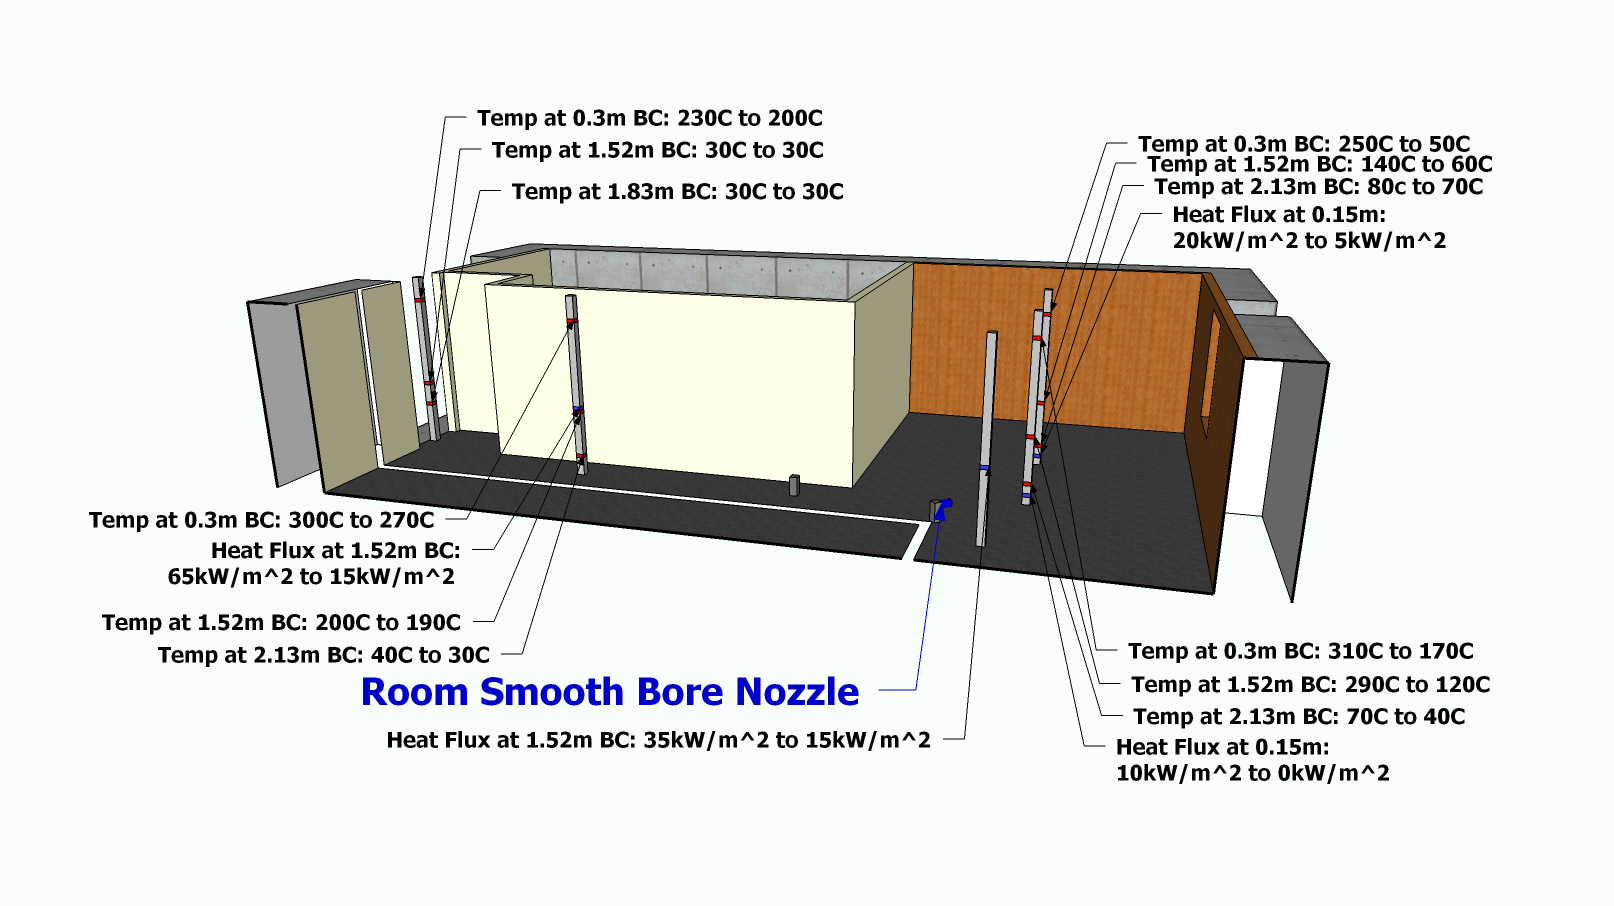 Temp at 0.3m BC: 230C to 200C
Temp at 1.52m BC: 30C to 30C
Temp at 1.83m BC: 30C to 30C
Temp at 0.3m BC: 250C to 50C
Temp at 1.52m BC: 140C to 60C
Temp at 2.13m BC: 80c to 70C
Heat Flux at 0.15m:
20kW/m^2 to 5kW/m^2
Temp at 0.3m BC: 300C to 270C
Heat Flux at 1.52m BC:
65kW/m^2 to 15kW/m^2
Temp at 1.52m BC: 200C to 190C
Temp at 2.13m BC: 40C to 30C
Room Smooth Bore Nozzle
Heat Flux at 1.52m BC: 35kW/m^2 to 15kW/m^2
Temp at 0.3m BC: 310C to 170C
Temp at 1.52m BC: 290C to 120C
Temp at 2.13m BC: 70C to 40C
Heat Flux at 0.15m:
10kW/m^2 to 0kW/m^2